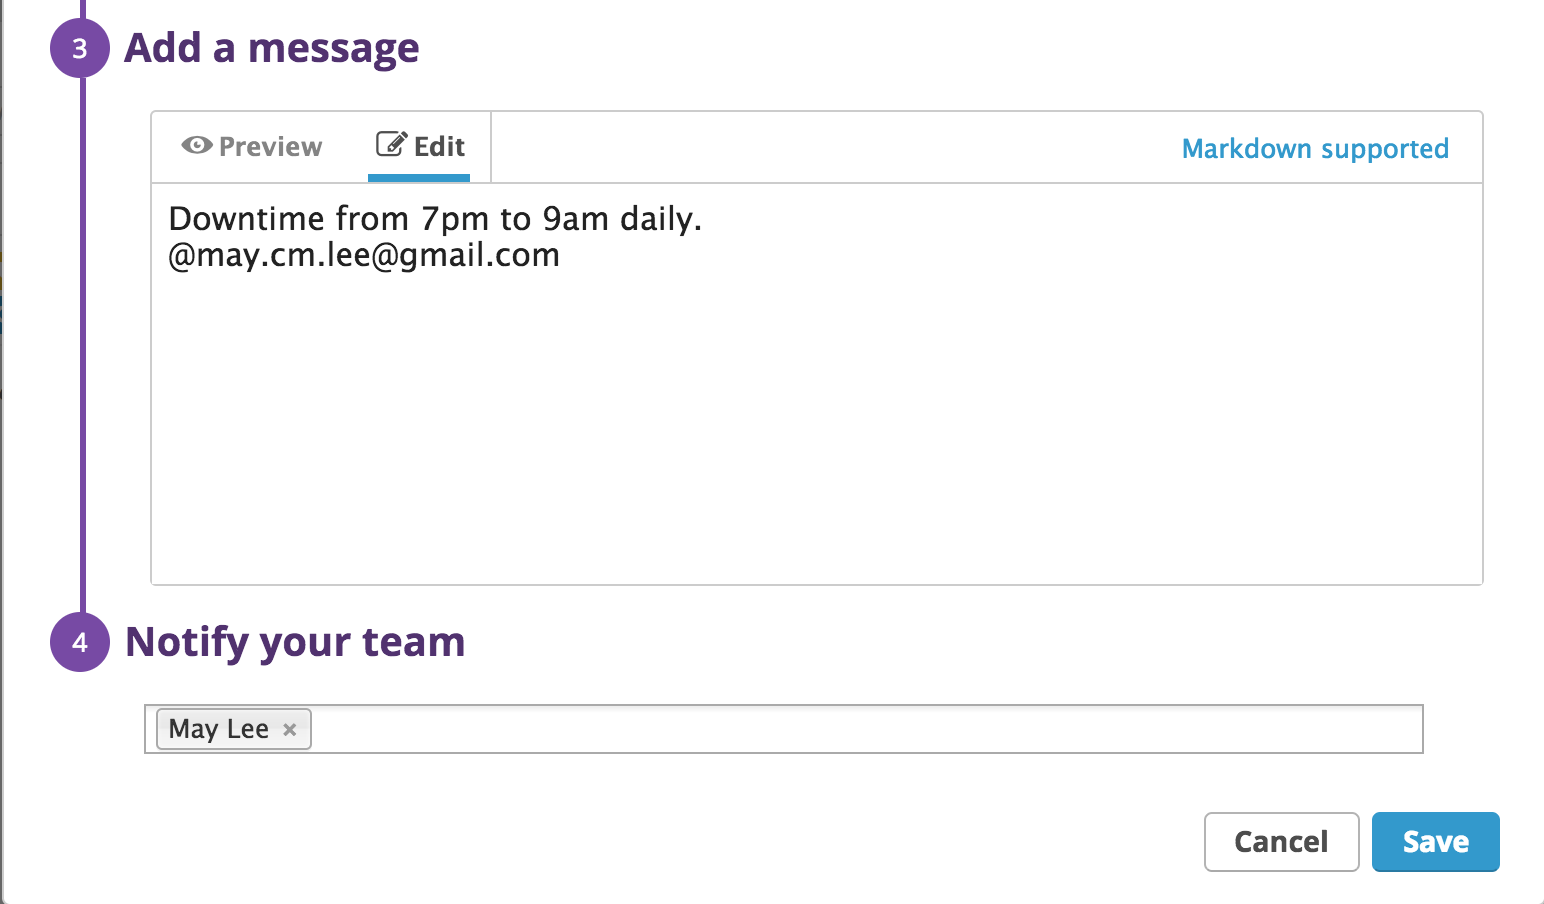 3 Add a message
Preview Edit Markdown supported
Downtime from 7pm to 9am daily.
@may.cm.lee@gmail.com
4 Notify your team
May Lee ×
Cancel Save